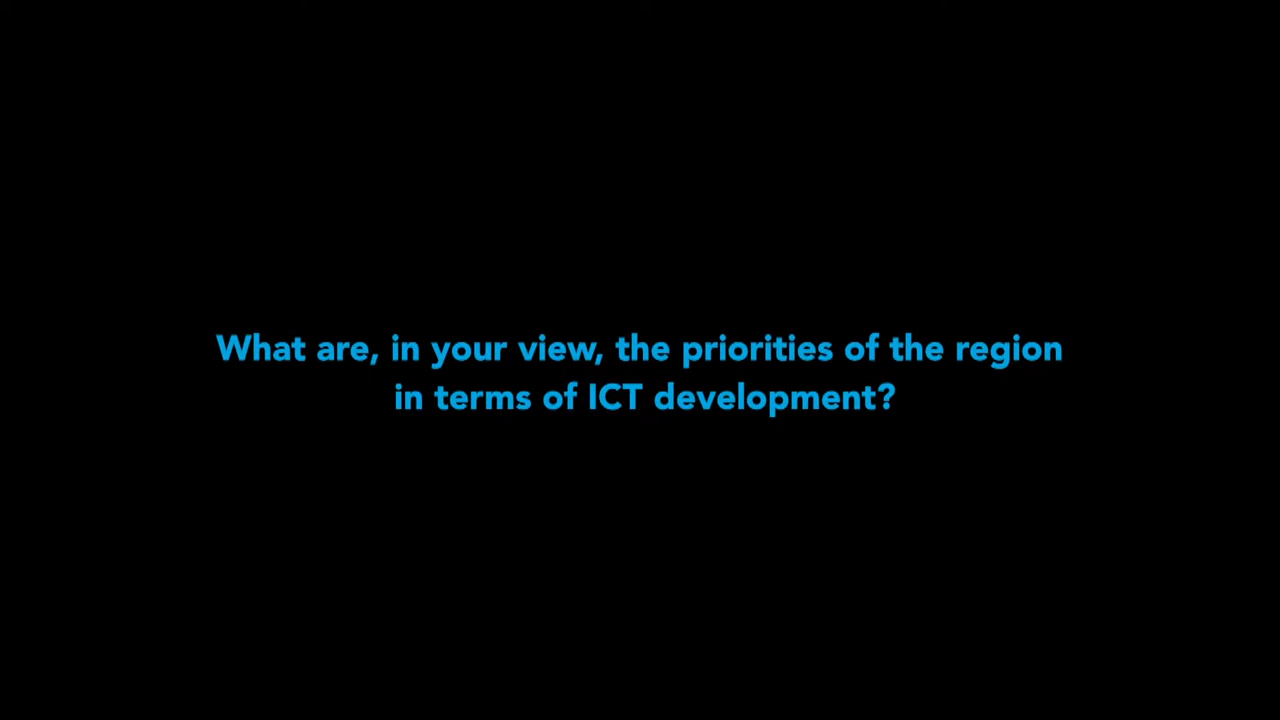 What are, in your view, the priorities of the region
in terms of ICT development?